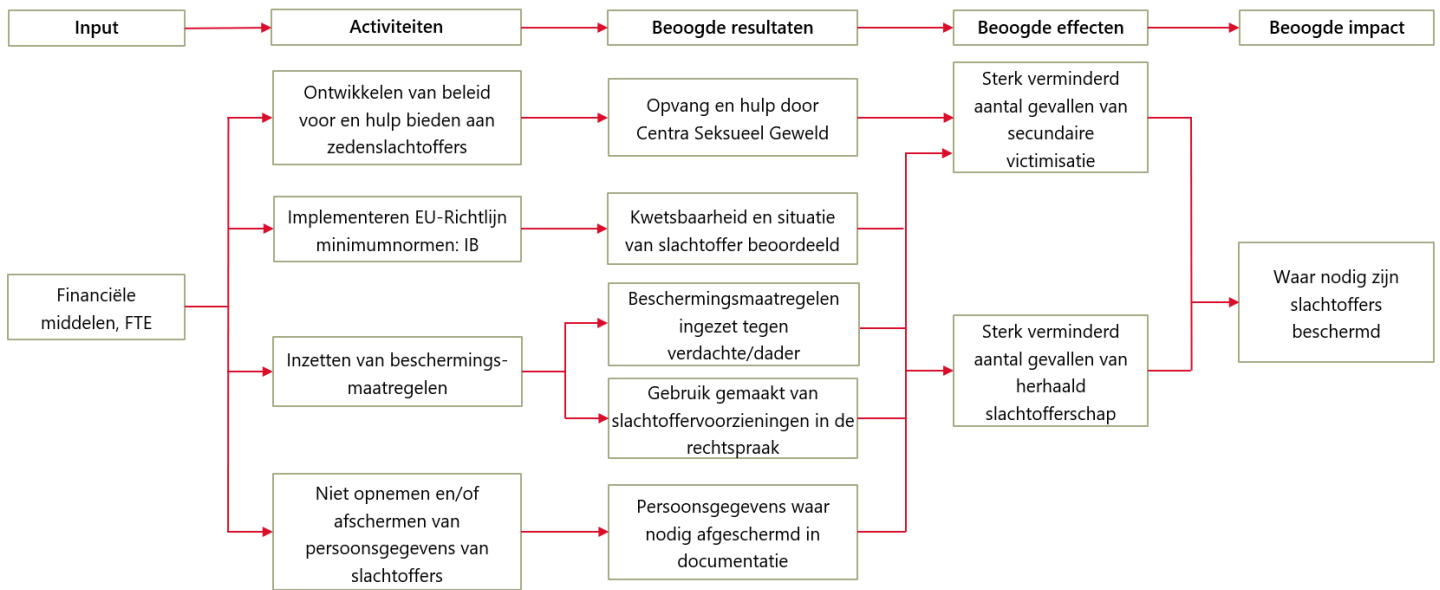 Input
Activiteiten
Beoogde resultaten
Beoogde effecten
Beoogde impact
Financiële
middelen, FTE
Ontwikkelen van beleid
voor en hulp bieden aan
zedenslachtoffers
Implementeren EU-Richtlijn
minimumnormen: IB
Inzetten van beschermings-
maatregelen
Niet opnemen en/of
afschermen van
persoonsgegevens van
slachtoffers
Opvang en hulp door
Centra Seksueel Geweld
Kwetsbaarheid en situatie
van slachtoffer beoordeeld
Beschermingsmaatregelen
ingezet tegen
verdachte/dader
Gebruik gemaakt van
slachtoffervoorzieningen in de
rechtspraak
Persoonsgegevens waar
nodig afgeschermd in
documentatie
Sterk verminderd
aantal gevallen van
secundaire
victimisatie
Sterk verminderd
aantal gevallen van
herhaald
slachtofferschap
Waar nodig zijn
slachtoffers
beschermd